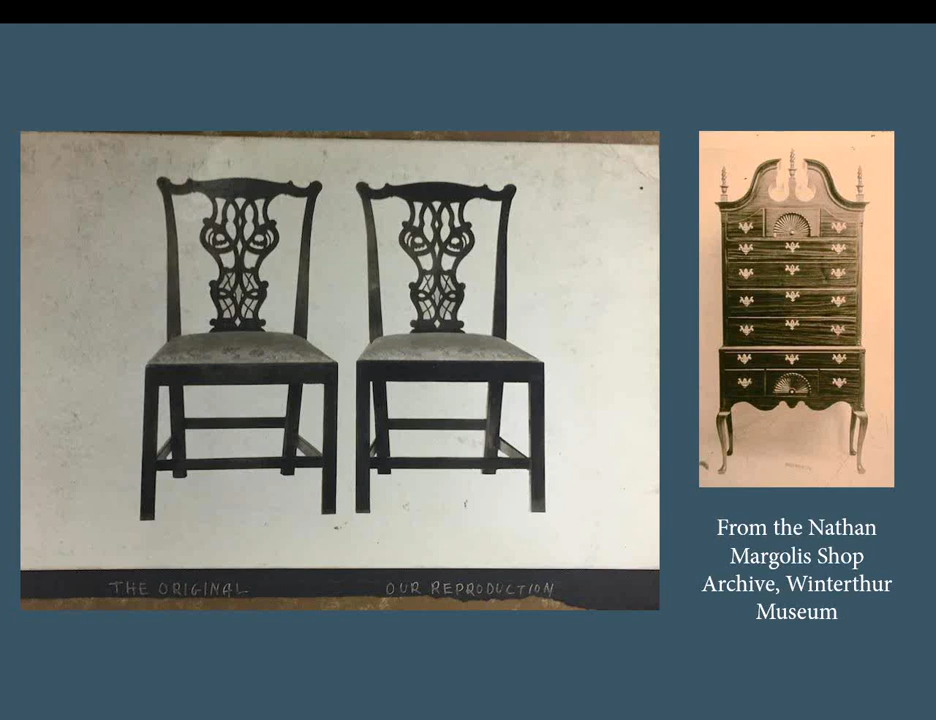 THE ORIGINAL
OUR REPRODUCTION
From the Nathan
Margolis Shop
Archive, Winterthur
Museum